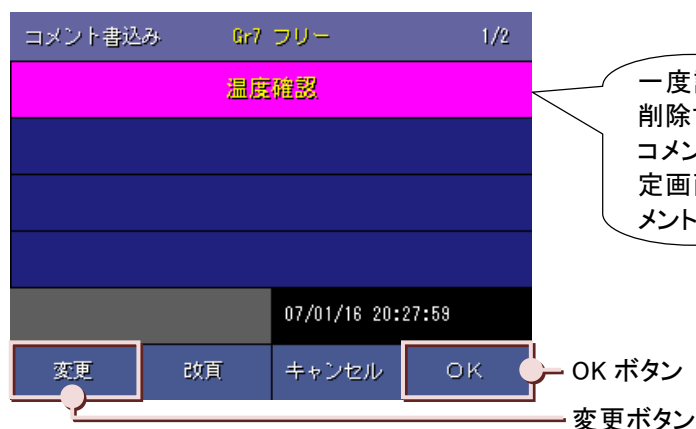 コメント書込み Gr7 フリー 1/2
温度確認
07/01/16 20:27:59
変更 改頁 キャンセル OK
一度
削除
コメン
定画
メント
OK ボタン
変更ボタン